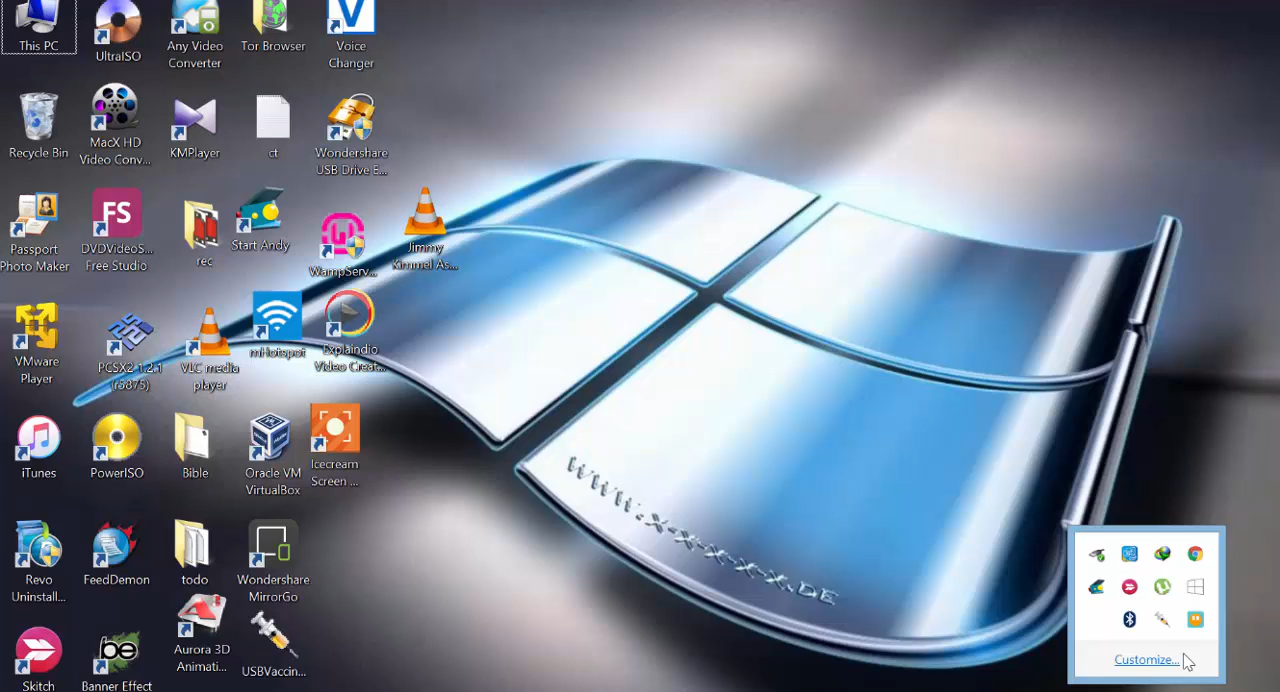 This PC
UltraISO
Any Video
Converter
Tor Browser
V
Voice
Changer
Recycle Bin
MacX HD
Video Conv...
KMPlayer
ct
Wondershare
USB Drive E...
Passport
Photo Maker
FS
DVDVideoS...
Free Studio
rec
Start Andy
WampServ...
Jimmy
Kimmel As...
VMware
Player
PCSX2 1.2.1
(r5875)
VLC media
player
mHotspot
Explaindio
Video Creat...
iTunes
PowerISO
Bible
Oracle VM
VirtualBox
Icecream
Screen ...
Revo
Uninstall...
FeedDemon
todo
Wondershare
MirrorGo
Aurora 3D
Animati...
USBVaccin...
Skitch
be
Banner Effect
WWW.X-X-X-X-X.DE
Customize...